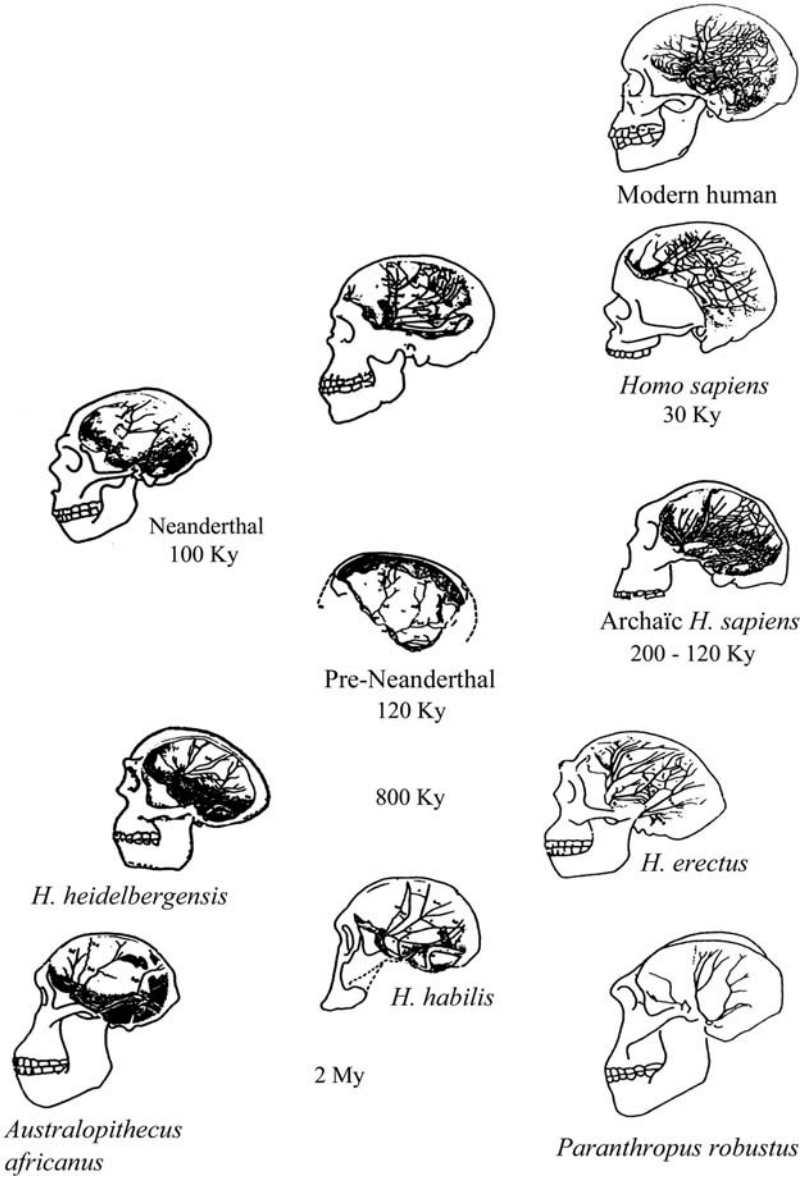 Modern human
Homo sapiens
30 Ky
Neanderthal
100 Ky
Archaïc H. sapiens
200 - 120 Ky
Pre-Neanderthal
120 Ky
800 Ky
H. erectus
H. heidelbergensis
H. habilis
2 My
Australopithecus
africanus
Paranthropus robustus